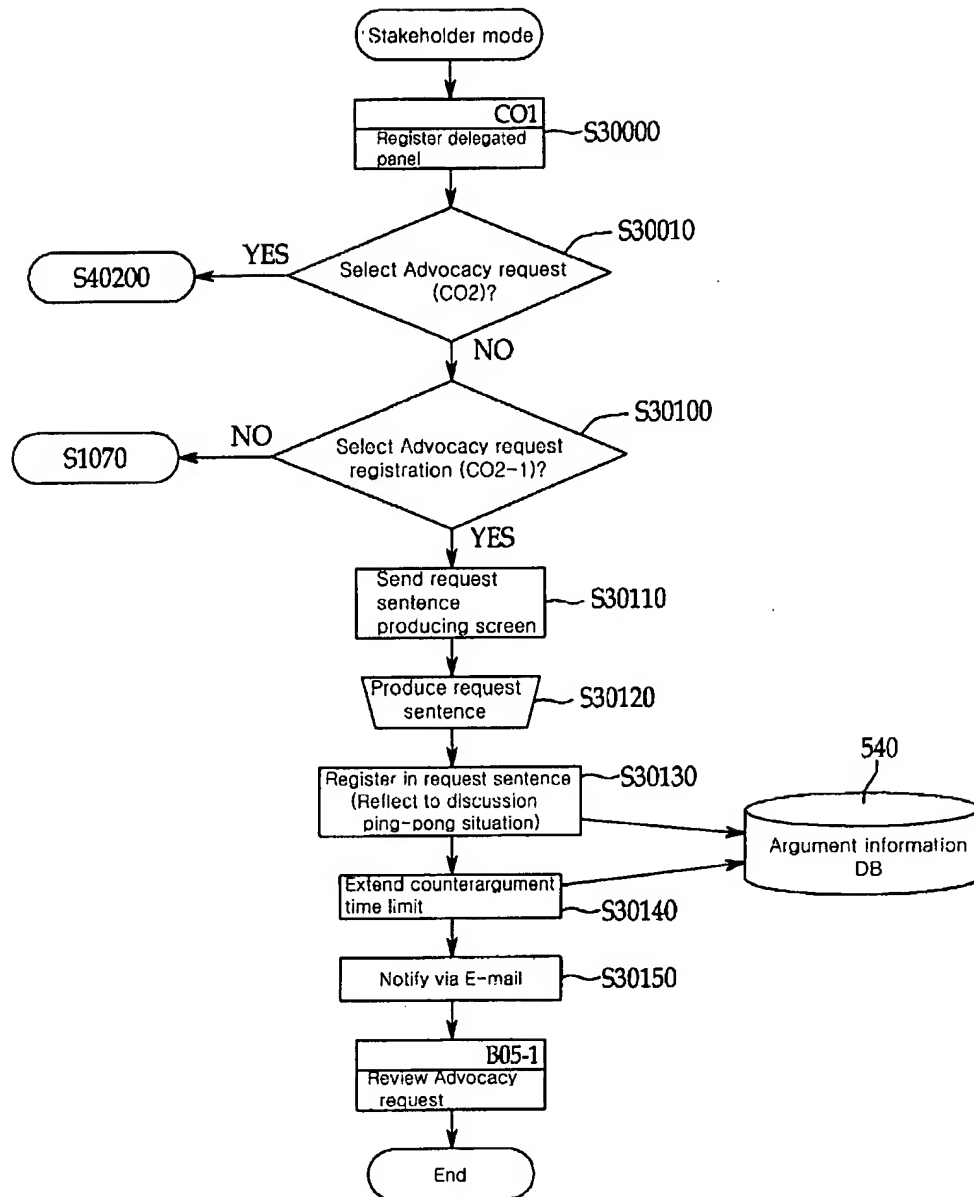 Stakeholder mode
CO1
Register delegated
panel
S30000
S30010
YES
S40200
Select Advocacy request
(CO2)?
NO
S30100
NO
S1070
Select Advocacy request
registration (CO2-1)?
YES
Send request
sentence
producing screen
S30110
Produce request
sentence
S30120
540
Register in request sentence
(Reflect to discussion
ping-pong situation)
S30130
Argument information
DB
Extend counterargument
time limit
S30140
Notify via E-mail
S30150
B05-1
Review Advocacy
request
End